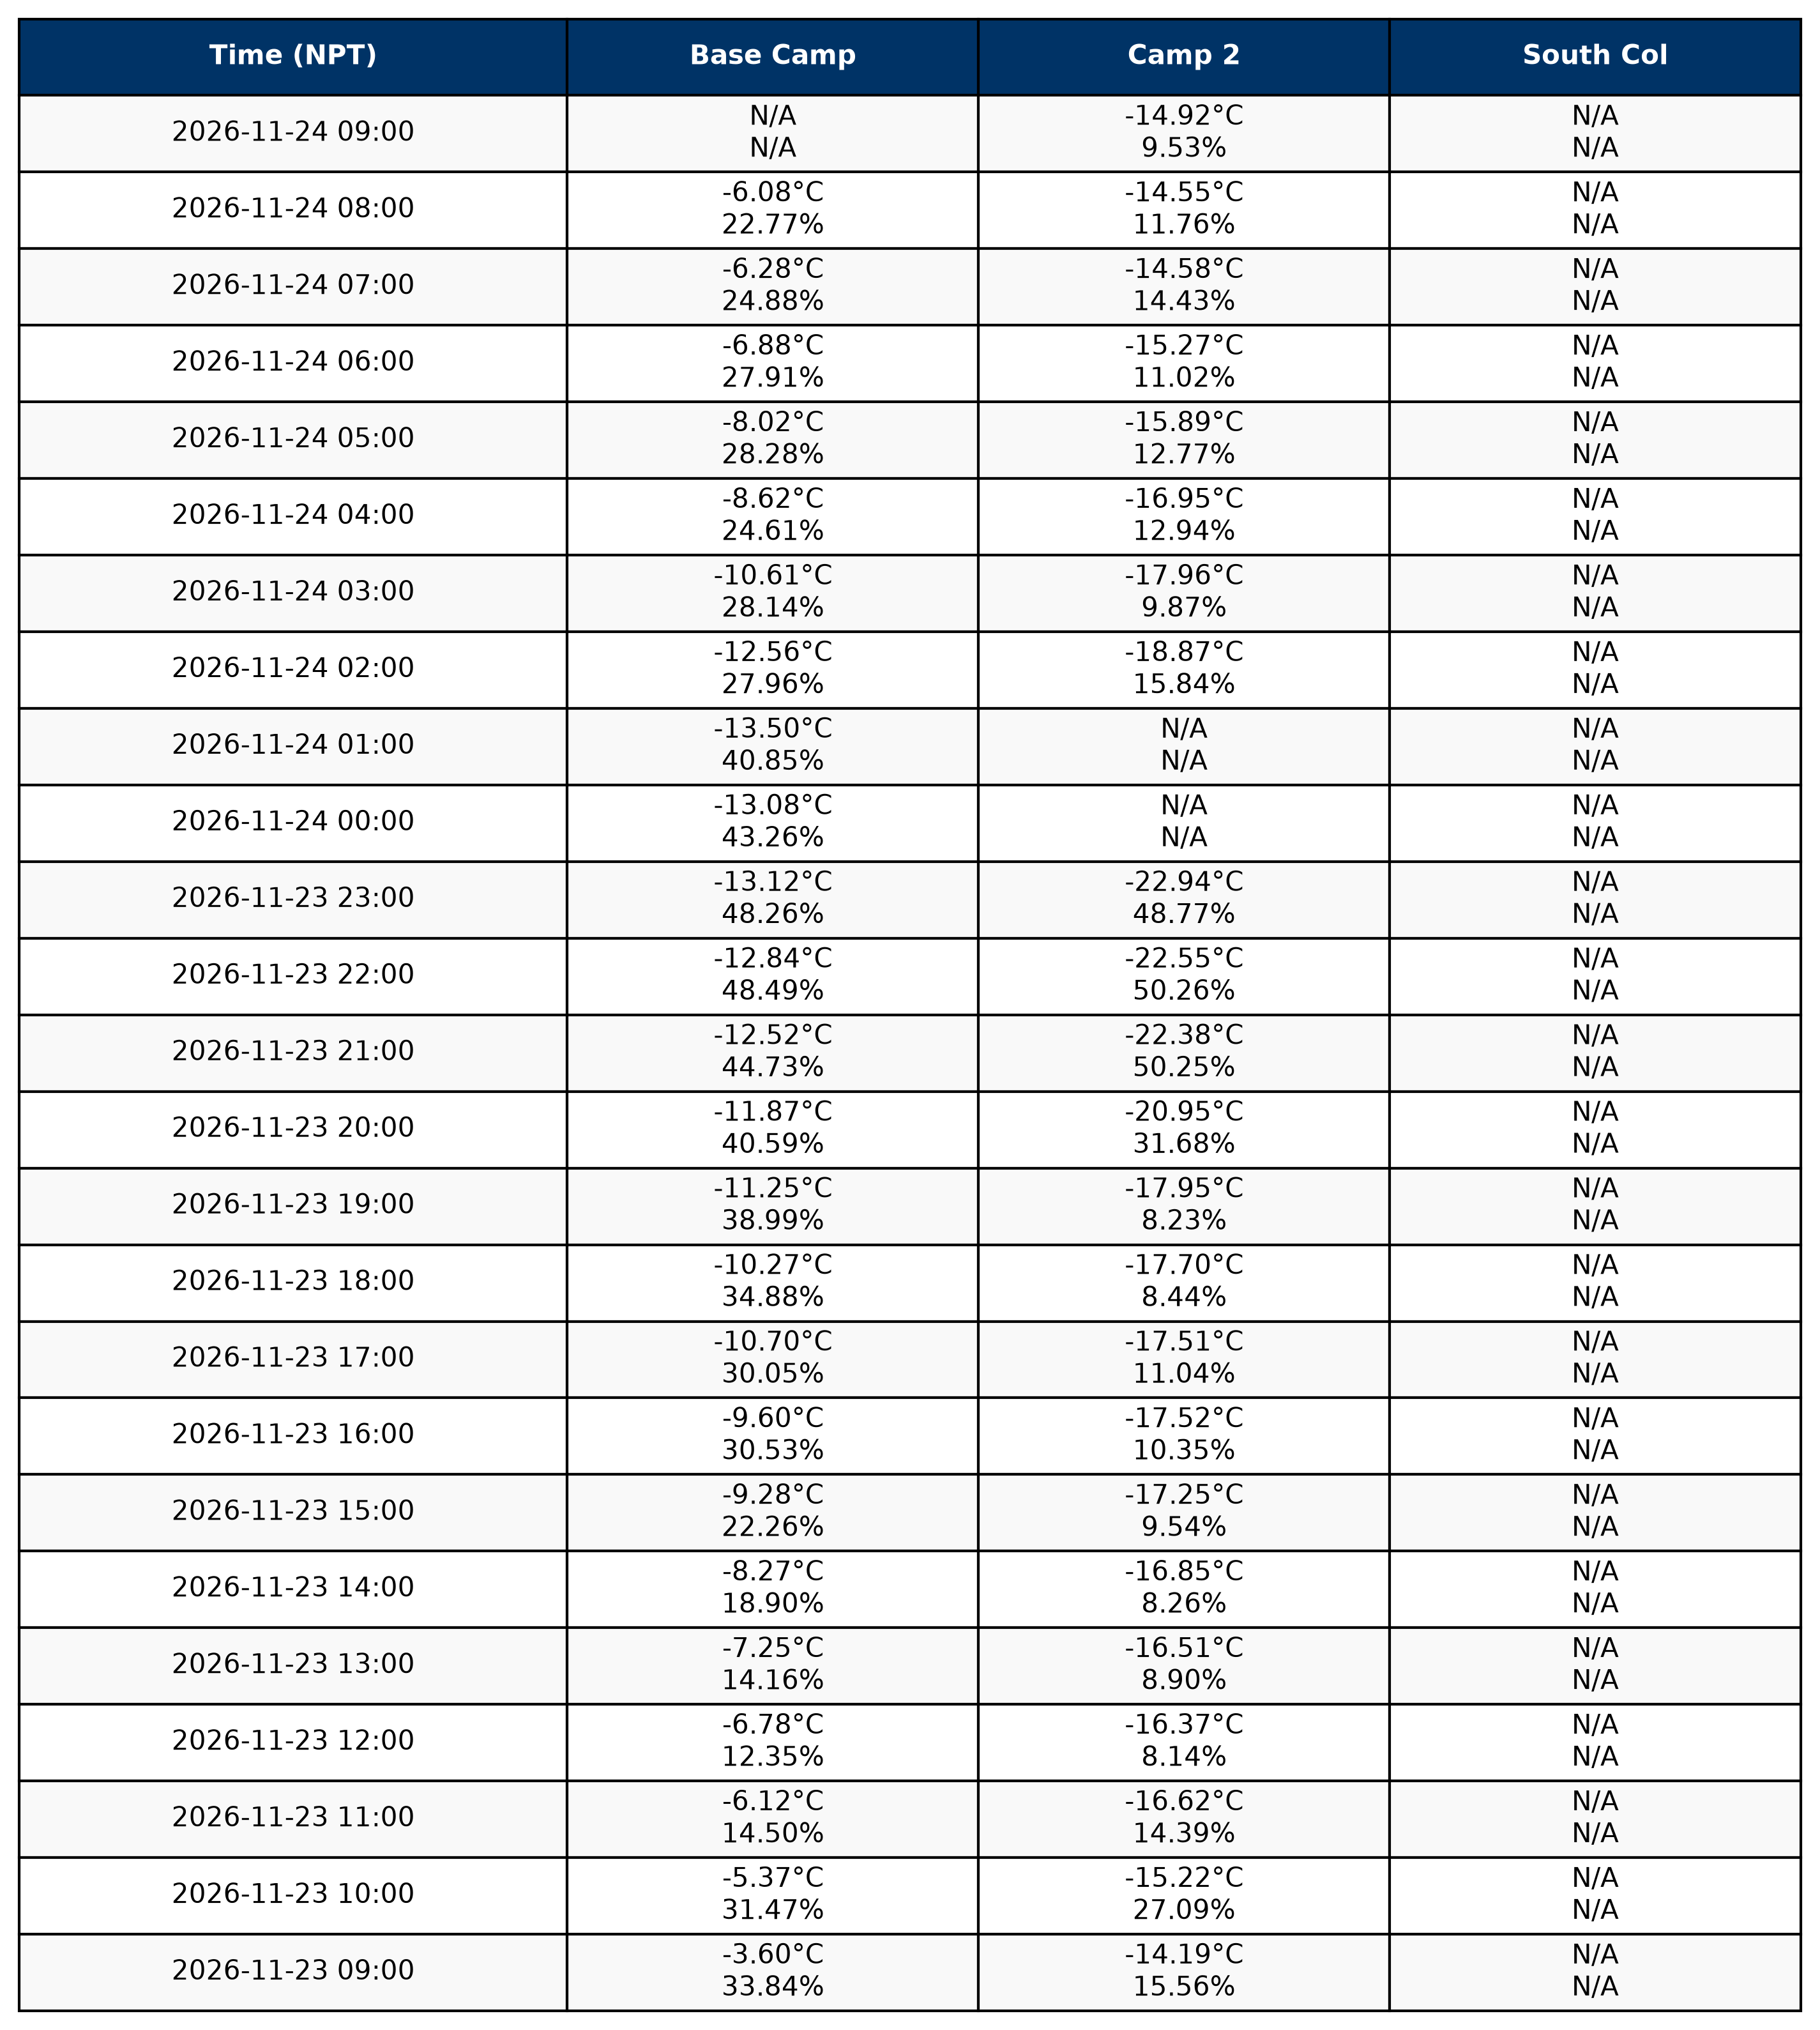 Time (NPT) Base Camp Camp 2 South Col
2026-11-24 09:00 N/A -14.92°C N/A
N/A 9.53% N/A
2026-11-24 08:00 -6.08°C -14.55°C N/A
22.77% 11.76% N/A
2026-11-24 07:00 -6.28°C -14.58°C N/A
24.88% 14.43% N/A
2026-11-24 06:00 -6.88°C -15.27°C N/A
27.91% 11.02% N/A
2026-11-24 05:00 -8.02°C -15.89°C N/A
28.28% 12.77% N/A
2026-11-24 04:00 -8.62°C -16.95°C N/A
24.61% 12.94% N/A
2026-11-24 03:00 -10.61°C -17.96°C N/A
28.14% 9.87% N/A
2026-11-24 02:00 -12.56°C -18.87°C N/A
27.96% 15.84% N/A
2026-11-24 01:00 -13.50°C N/A N/A
40.85% N/A N/A
2026-11-24 00:00 -13.08°C N/A N/A
43.26% N/A N/A
2026-11-23 23:00 -13.12°C -22.94°C N/A
48.26% 48.77% N/A
2026-11-23 22:00 -12.84°C -22.55°C N/A
48.49% 50.26% N/A
2026-11-23 21:00 -12.52°C -22.38°C N/A
44.73% 50.25% N/A
2026-11-23 20:00 -11.87°C -20.95°C N/A
40.59% 31.68% N/A
2026-11-23 19:00 -11.25°C -17.95°C N/A
38.99% 8.23% N/A
2026-11-23 18:00 -10.27°C -17.70°C N/A
34.88% 8.44% N/A
2026-11-23 17:00 -10.70°C -17.51°C N/A
30.05% 11.04% N/A
2026-11-23 16:00 -9.60°C -17.52°C N/A
30.53% 10.35% N/A
2026-11-23 15:00 -9.28°C -17.25°C N/A
22.26% 9.54% N/A
2026-11-23 14:00 -8.27°C -16.85°C N/A
18.90% 8.26% N/A
2026-11-23 13:00 -7.25°C -16.51°C N/A
14.16% 8.90% N/A
2026-11-23 12:00 -6.78°C -16.37°C N/A
12.35% 8.14% N/A
2026-11-23 11:00 -6.12°C -16.62°C N/A
14.50% 14.39% N/A
2026-11-23 10:00 -5.37°C -15.22°C N/A
31.47% 27.09% N/A
2026-11-23 09:00 -3.60°C -14.19°C N/A
33.84% 15.56% N/A